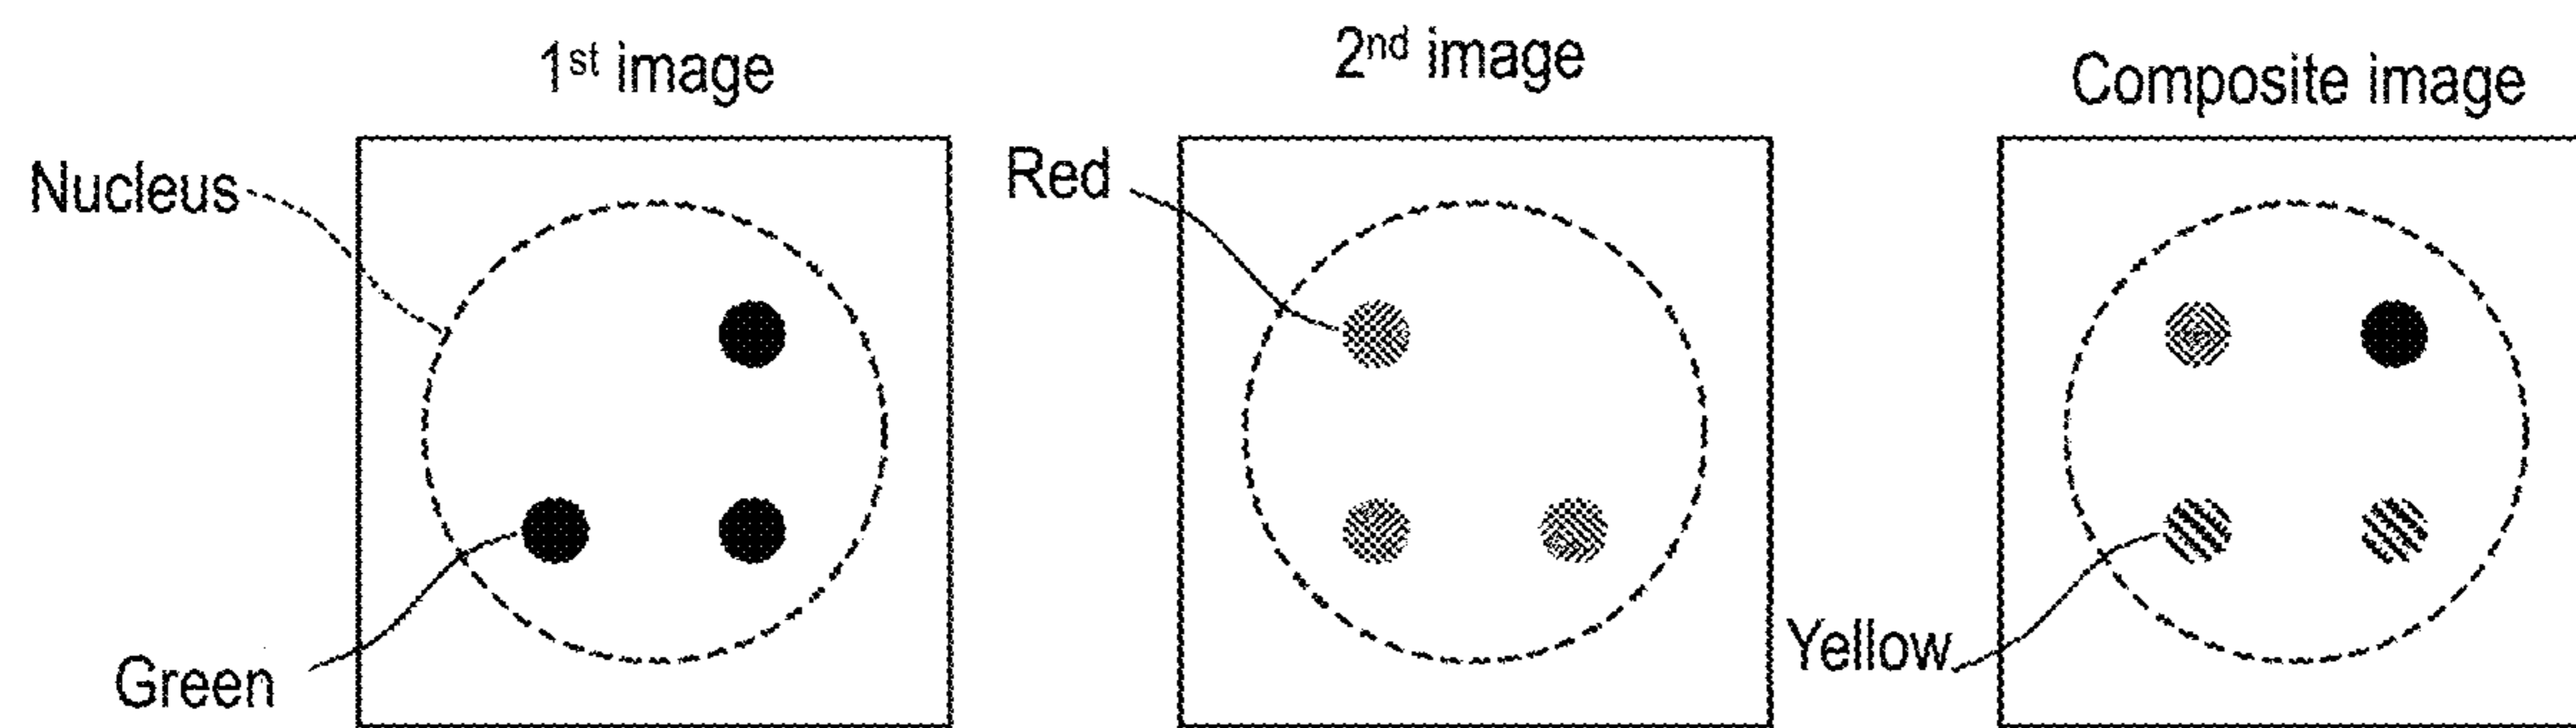 1st image
2nd image
Composite image
Nucleus
Red
Green
Yellow